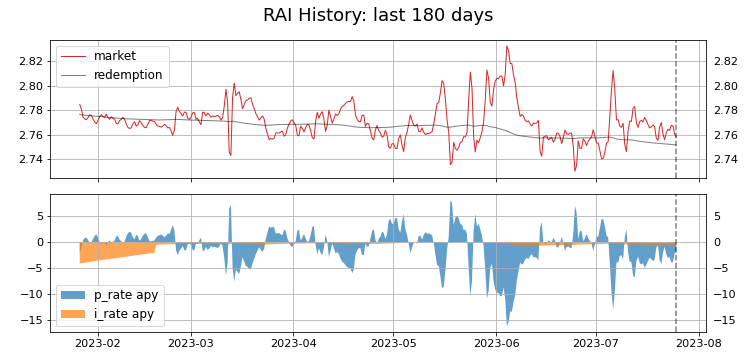 RAI History: last 180 days
market
redemption
2.82 2.82
2.80 2.80
2.78 2.78
2.76 2.76
2.74 2.74
5 5
0 0
−5 −5
−10 −10
−15 −15
p_rate apy
i_rate apy
2023-02 2023-03 2023-04 2023-05 2023-06 2023-07 2023-08